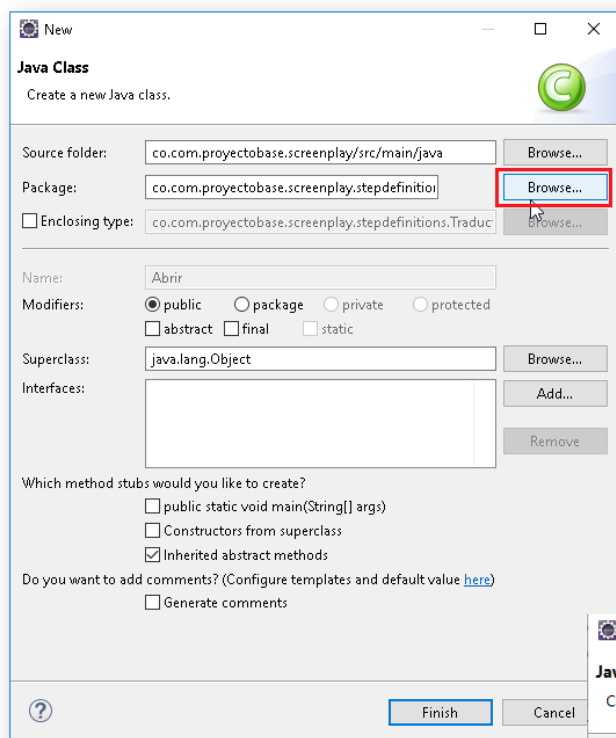 New
Java Class
Create a new Java class.
Source folder: co.com.proyectobase.screenplay/src/main/java Browse...
Package: co.com.proyectobase.screenplay.stepdefinition Browse...
Enclosing type: co.com.proyectobase.screenplay.stepdefinitions.Traduc Browse...
Name: Abrir
Modifiers: public package private protected
abstract final static
Superclass: java.lang.Object Browse...
Interfaces: Add...
Remove
Which method stubs would you like to create?
public static void main(String[] args)
Constructors from superclass
Inherited abstract methods
Do you want to add comments? (Configure templates and default value here)
Generate comments
Jav
C
? Finish Cancel